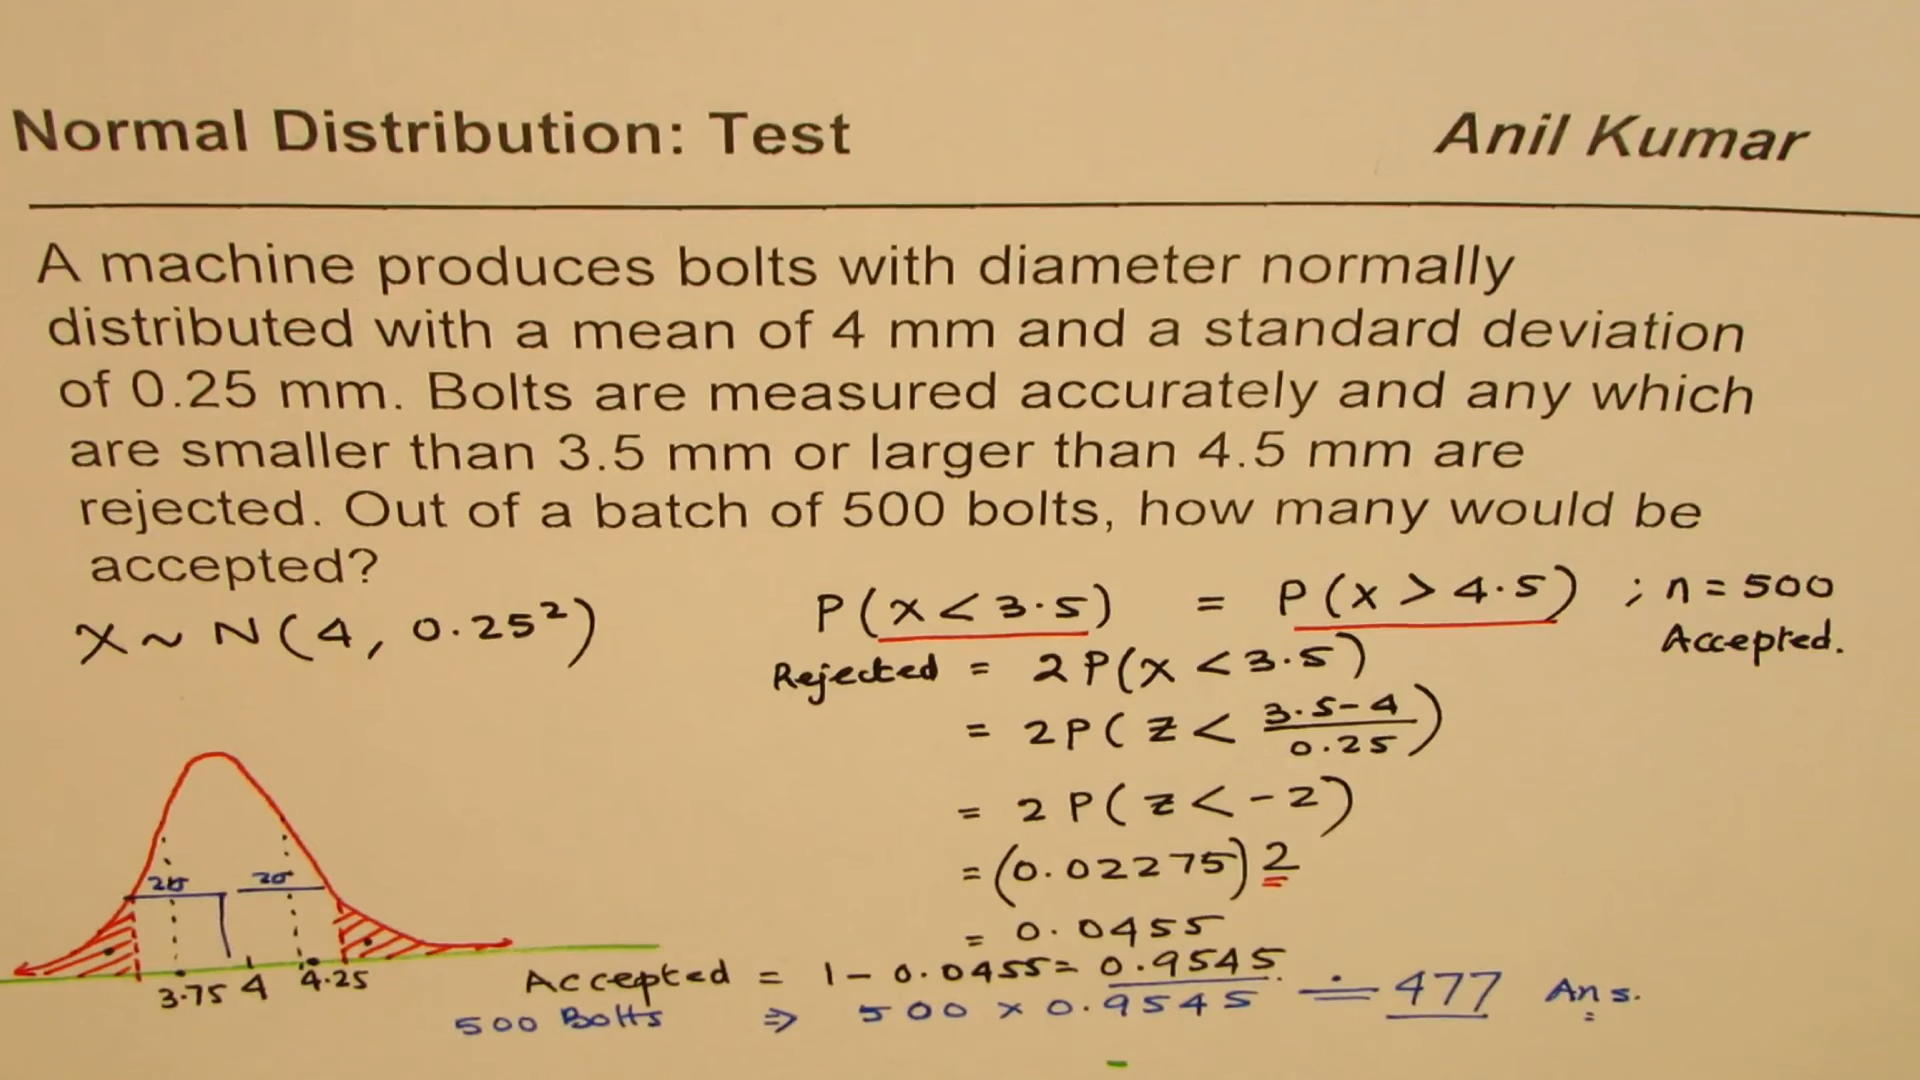 Normal Distribution: Test
Anil Kumar
A machine produces bolts with diameter normally
distributed with a mean of 4 mm and a standard deviation
of 0.25 mm. Bolts are measured accurately and any which
are smaller than 3.5 mm or larger than 4.5 mm are
rejected. Out of a batch of 500 bolts, how many would be
accepted?
X ~ N(4, 0.25²)
P(x < 3.5) = P(x > 4.5) ; n = 500
Accepted.
Rejected = 2P(x < 3.5)
= 2P(z < (3.5-4)/0.25)
= 2P(z < -2)
= (0.02275)2
= 0.0455
2σ 2σ
3.75 4 4.25
Accepted = 1 - 0.0455 = 0.9545
500 Bolts ⇒ 500 × 0.9545 ≐ 477 Ans.